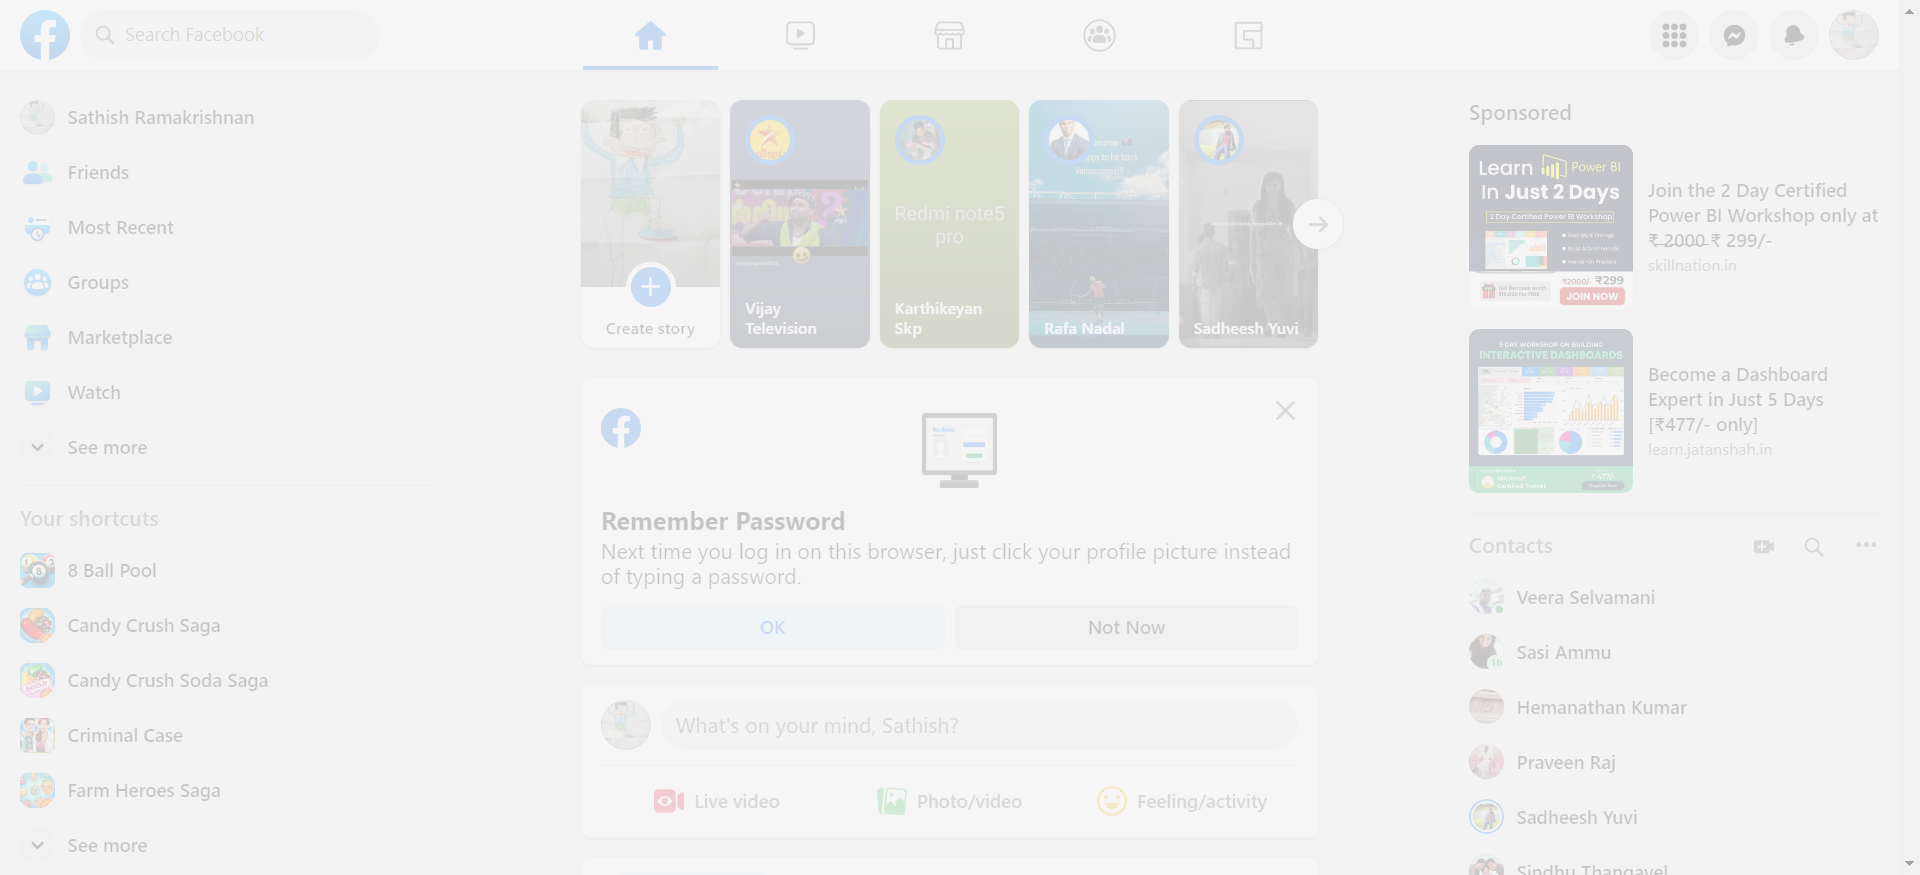 Search Facebook
Sathish Ramakrishnan
Friends
Most Recent
Groups
Marketplace
Watch
See more
Your shortcuts
8 Ball Pool
Candy Crush Saga
Candy Crush Soda Saga
Criminal Case
Farm Heroes Saga
See more
Create story
Vijay
Television
Redmi note5
pro
Karthikeyan
Skp
Rafa Nadal
Sadheesh Yuvi
Remember Password
Next time you log in on this browser, just click your profile picture instead
of typing a password.
OK
Not Now
What's on your mind, Sathish?
Live video
Photo/video
Feeling/activity
Sponsored
Learn Power BI
In Just 2 Days
2 Day Certified Power BI Workshop
₹2000/- ₹299
JOIN NOW
Join the 2 Day Certified
Power BI Workshop only at
₹ 2000 ₹ 299/-
skillnation.in
5 DAY WORKSHOP ON BUILDING
INTERACTIVE DASHBOARDS
Microsoft
Certified Trainer
₹ 477/-
Become a Dashboard
Expert in Just 5 Days
[₹477/- only]
learn.jatanshah.in
Contacts
Veera Selvamani
Sasi Ammu
1h
Hemanathan Kumar
Praveen Raj
Sadheesh Yuvi
Sindhu Thangavel